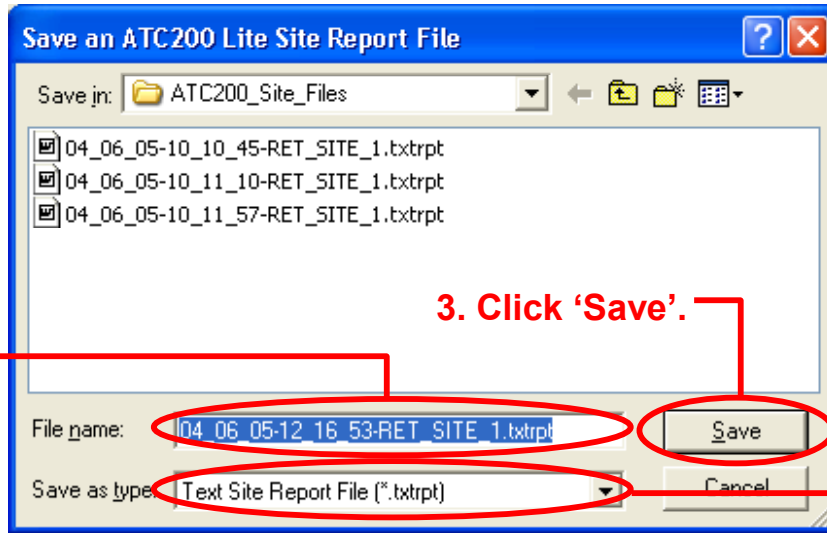 Save an ATC200 Lite Site Report File
Save in: ATC200_Site_Files
04_06_05-10_10_45-RET_SITE_1.txtrpt
04_06_05-10_11_10-RET_SITE_1.txtrpt
04_06_05-10_11_57-RET_SITE_1.txtrpt
3. Click ‘Save’.
File name: 04_06_05-12_16_53-RET_SITE_1.txtrpt Save
Save as type: Text Site Report File (*.txtrpt) Cancel